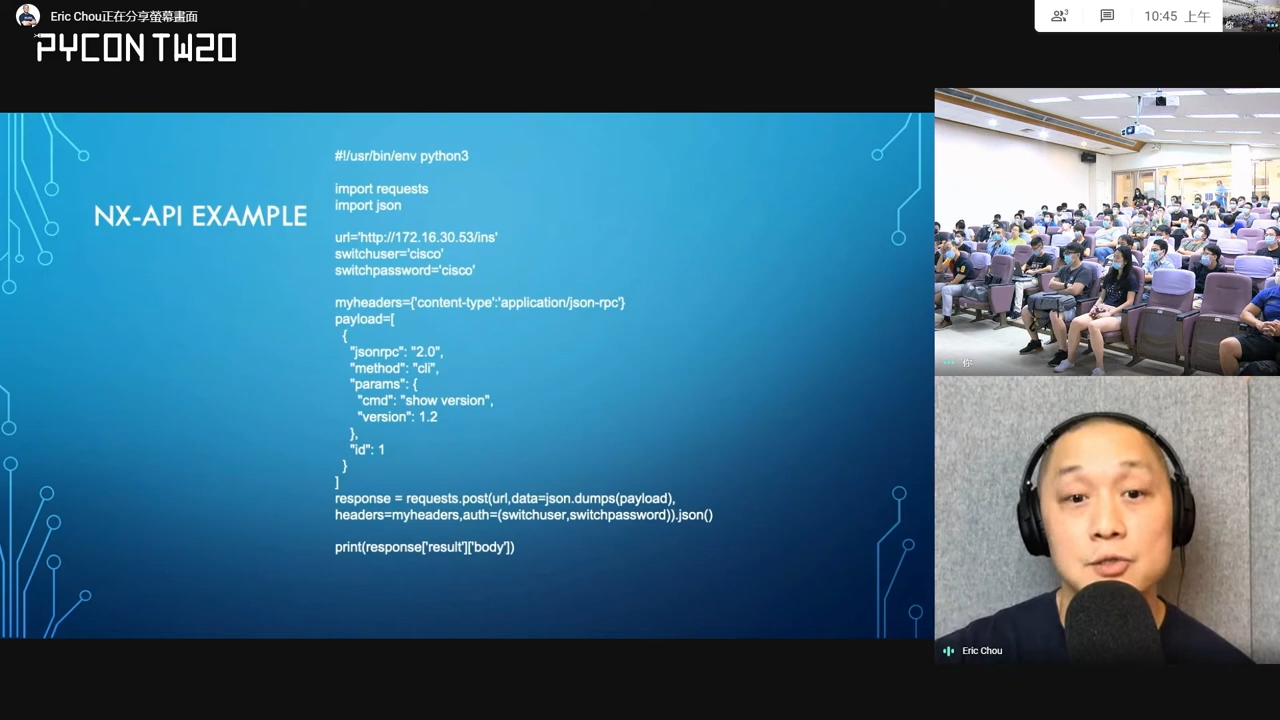 Eric Chou正在分享螢幕畫面
PYCON TW20
3
10:45 上午
你
NX-API EXAMPLE
#!/usr/bin/env python3
import requests
import json
url='http://172.16.30.53/ins'
switchuser='cisco'
switchpassword='cisco'
myheaders={'content-type':'application/json-rpc'}
payload=[
{
"jsonrpc": "2.0",
"method": "cli",
"params": {
"cmd": "show version",
"version": 1.2
},
"id": 1
}
]
response = requests.post(url,data=json.dumps(payload),
headers=myheaders,auth=(switchuser,switchpassword)).json()
print(response['result']['body'])
你
Eric Chou